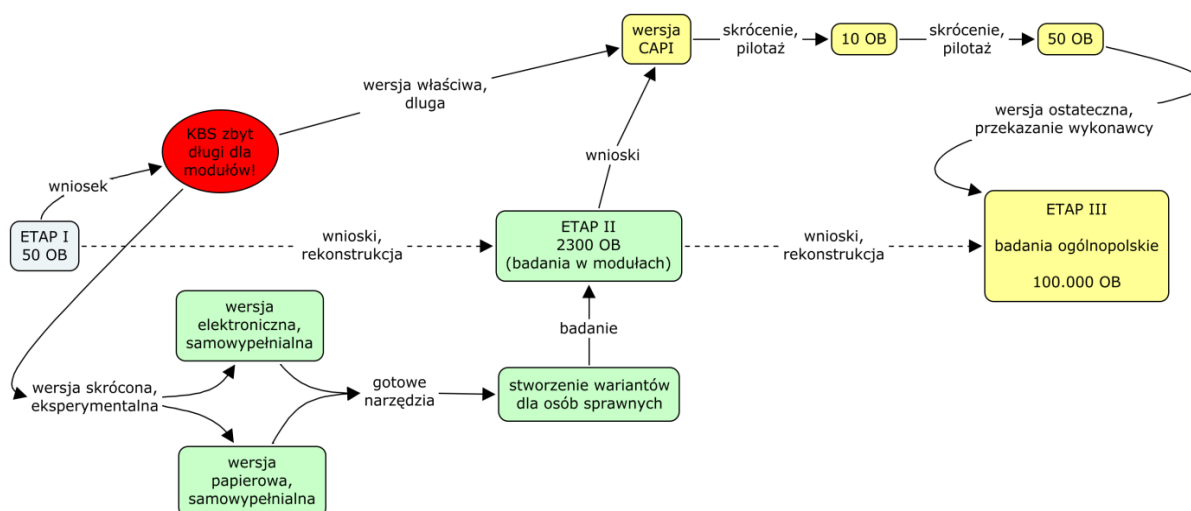 wersja
CAPI
skrócenie,
pilotaż
10 OB
skrócenie,
pilotaż
50 OB
wersja właściwa,
dluga
wersja ostateczna,
przekazanie wykonawcy
KBS zbyt
długi dla
modułów!
wniosek
wnioski
ETAP I
50 OB
wnioski,
rekonstrukcja
ETAP II
2300 OB
(badania w modułach)
wnioski,
rekonstrukcja
ETAP III
badania ogólnopolskie
100.000 OB
wersja
elektroniczna,
samowypełnialna
badanie
wersja skrócona,
eksperymentalna
gotowe
narzędzia
stworzenie wariantów
dla osób sprawnych
wersja
papierowa,
samowypełnialna